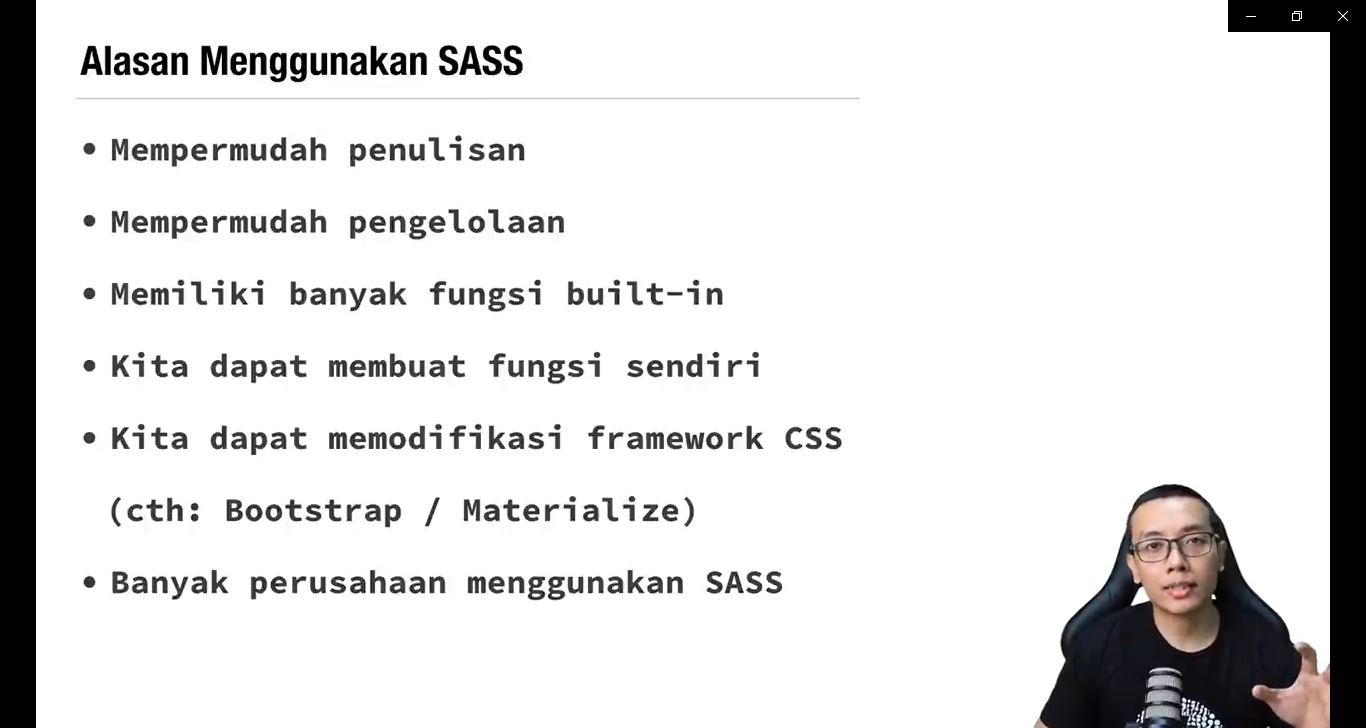 Alasan Menggunakan SASS
• Mempermudah penulisan
• Mempermudah pengelolaan
• Memiliki banyak fungsi built-in
• Kita dapat membuat fungsi sendiri
• Kita dapat memodifikasi framework CSS
(cth: Bootstrap / Materialize)
• Banyak perusahaan menggunakan SASS